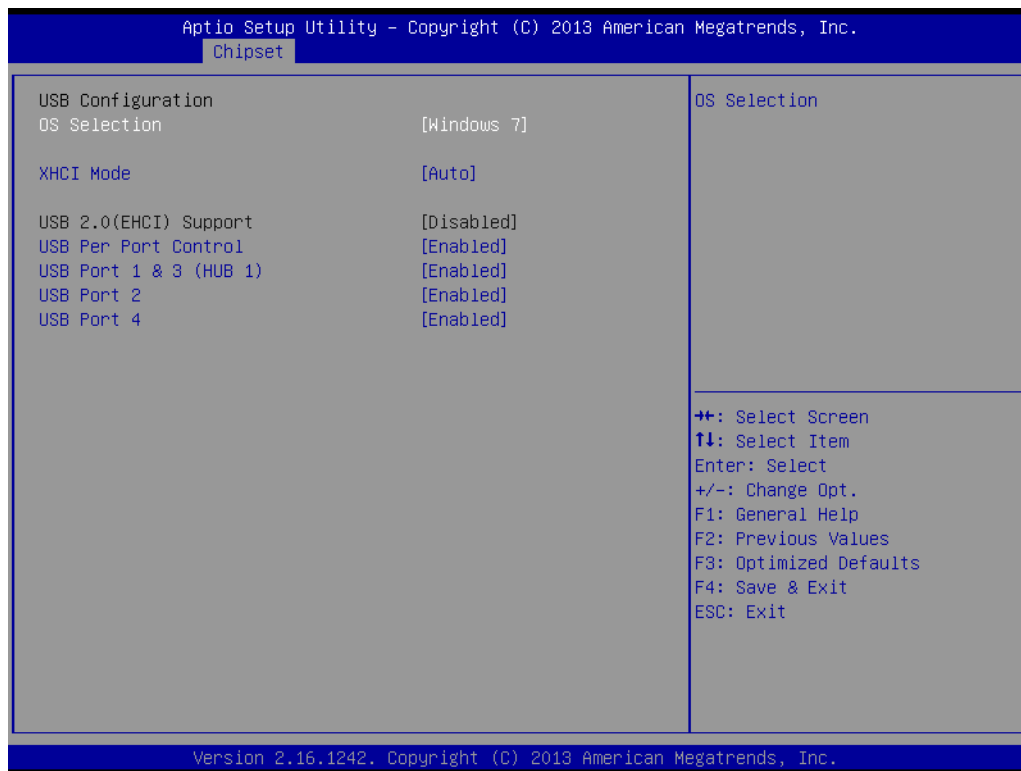 Aptio Setup Utility – Copyright (C) 2013 American Megatrends, Inc.
Chipset
USB Configuration
OS Selection [Windows 7]
XHCI Mode [Auto]
USB 2.0(EHCI) Support [Disabled]
USB Per Port Control [Enabled]
USB Port 1 & 3 (HUB 1) [Enabled]
USB Port 2 [Enabled]
USB Port 4 [Enabled]
OS Selection
→←: Select Screen
↑↓: Select Item
Enter: Select
+/-: Change Opt.
F1: General Help
F2: Previous Values
F3: Optimized Defaults
F4: Save & Exit
ESC: Exit
Version 2.16.1242. Copyright (C) 2013 American Megatrends, Inc.